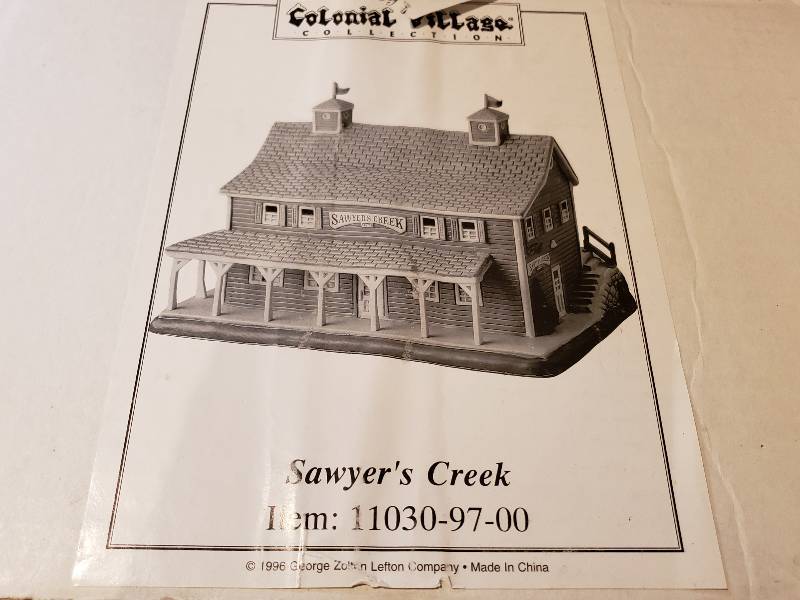 Colonial Village
COLLECTION
SAWYER'S CREEK
Sawyer's Creek
Item: 11030-97-00
© 1996 George Zoltan Lefton Company • Made In China